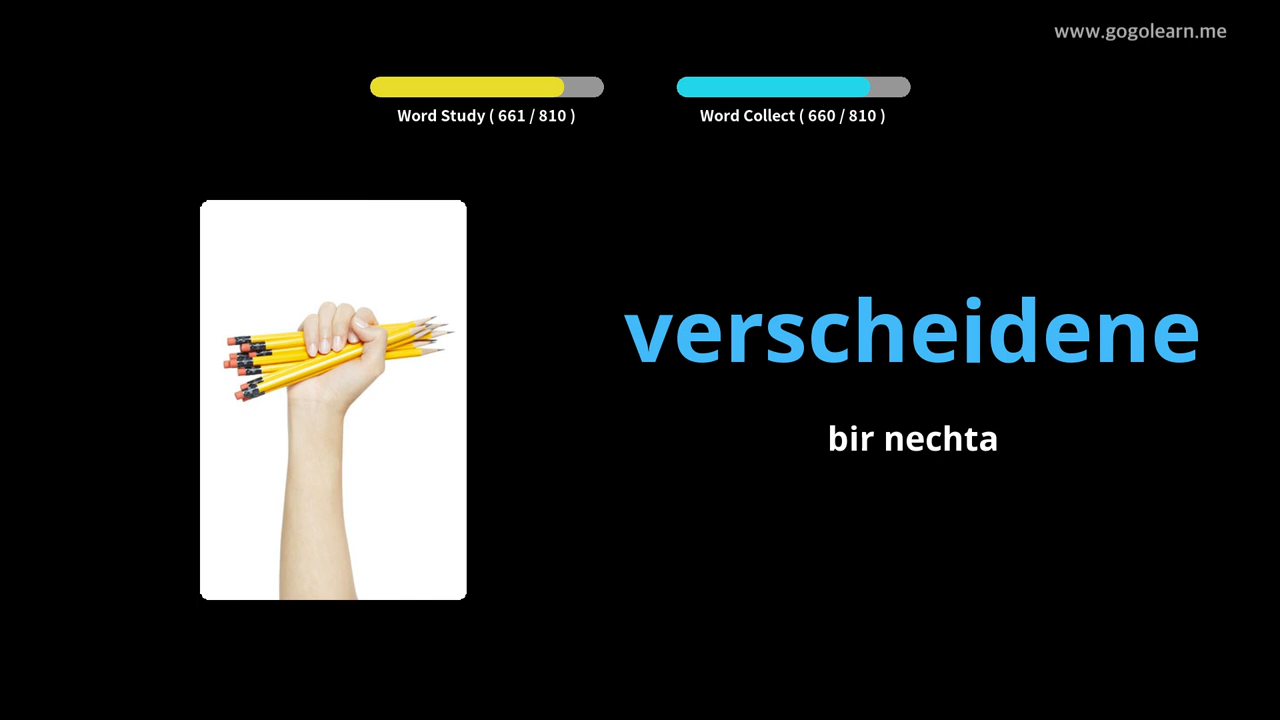 www.gogolearn.me
Word Study ( 661 / 810 )
Word Collect ( 660 / 810 )
verscheidene
bir nechta